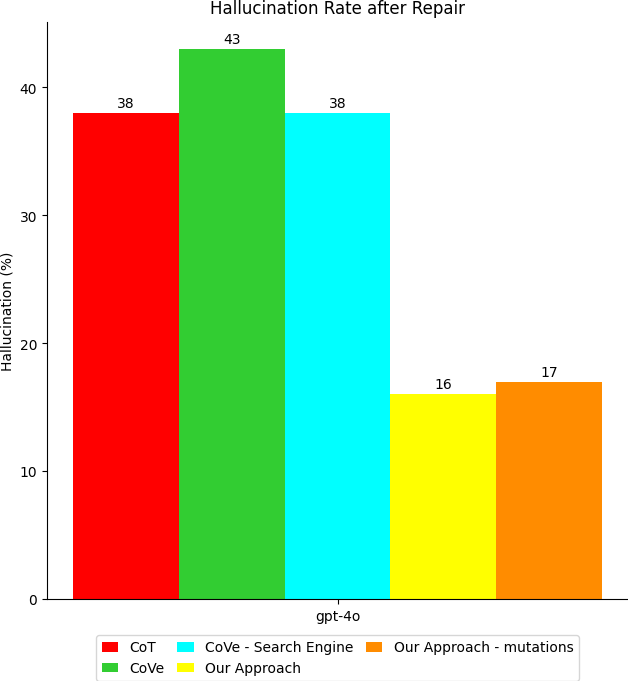 Hallucination Rate after Repair
43
38
38
40
30
20
17
16
10
0
Hallucination (%)
gpt-4o
CoT
CoVe - Search Engine
Our Approach - mutations
CoVe
Our Approach